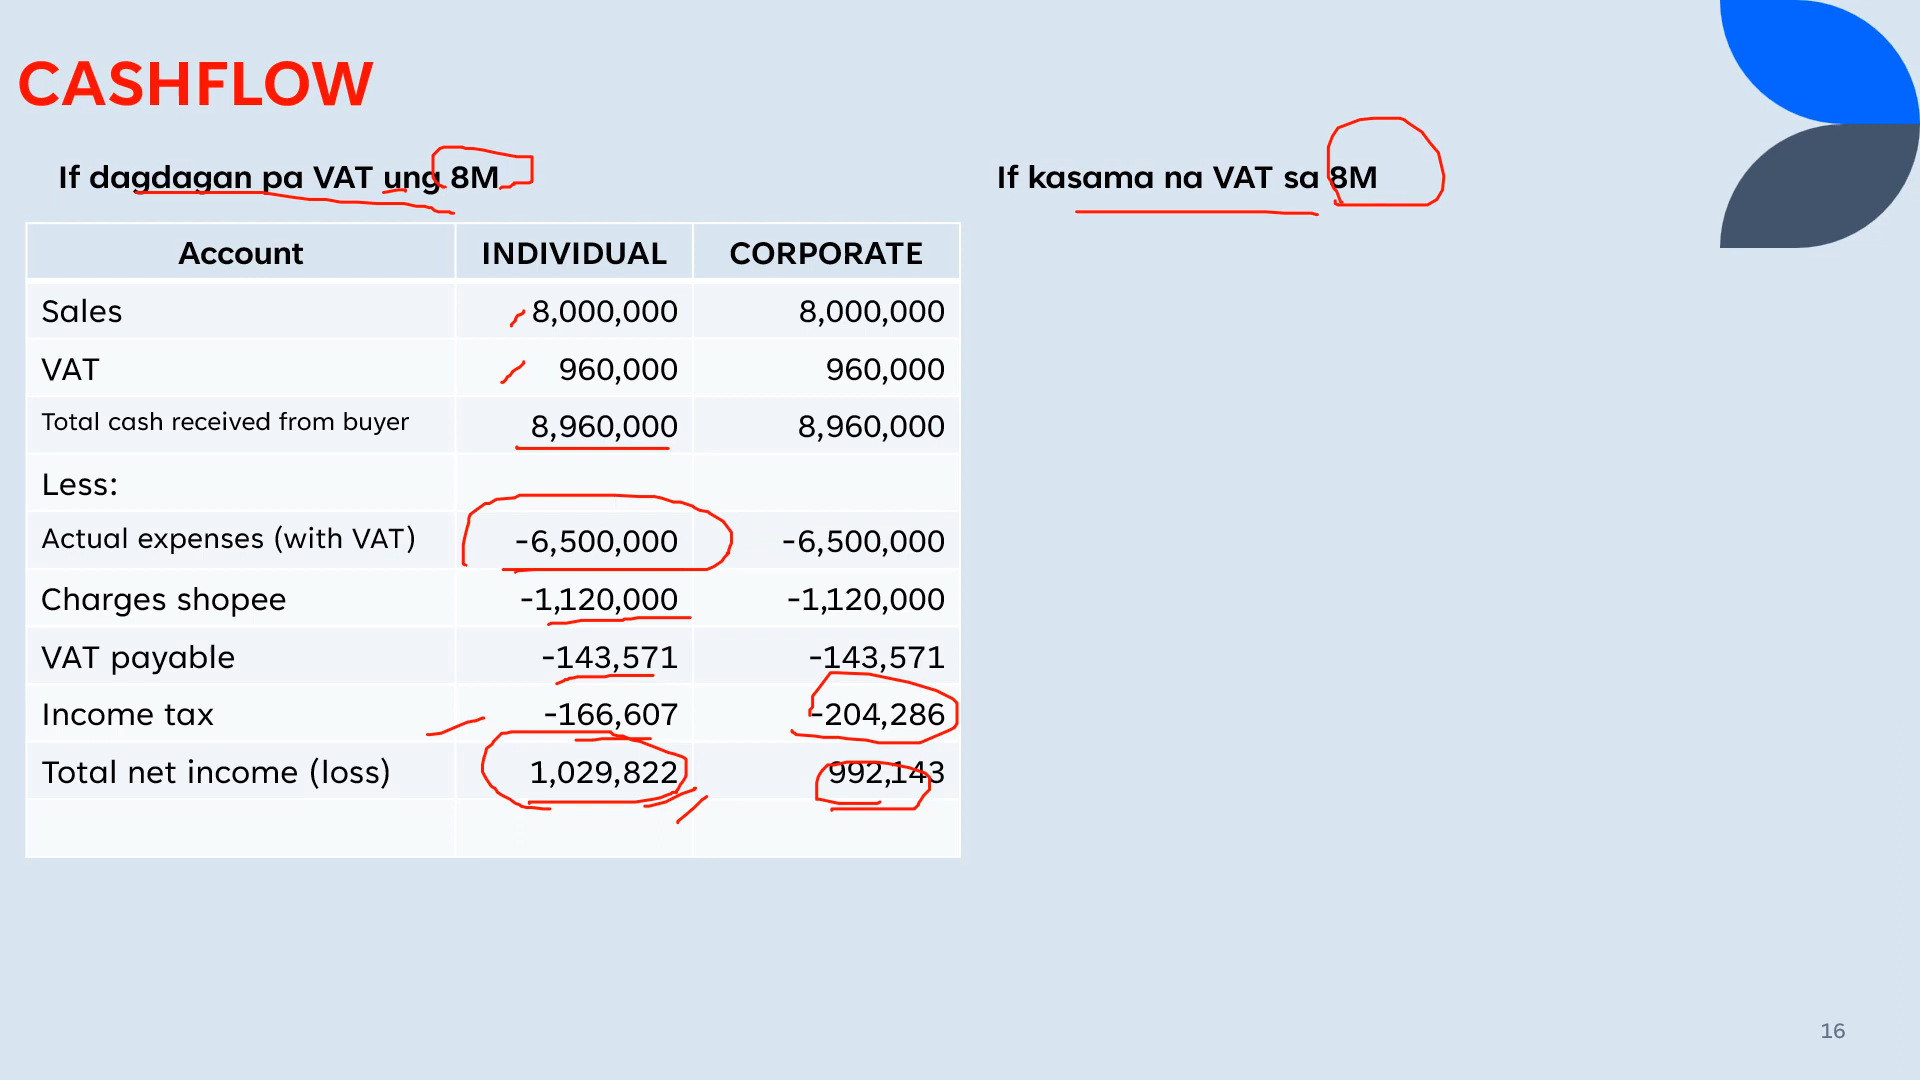 CASHFLOW
If dagdagan pa VAT ung 8M
Account INDIVIDUAL CORPORATE
Sales 8,000,000 8,000,000
VAT 960,000 960,000
Total cash received from buyer 8,960,000 8,960,000
Less:
Actual expenses (with VAT) -6,500,000 -6,500,000
Charges shopee -1,120,000 -1,120,000
VAT payable -143,571 -143,571
Income tax -166,607 -204,286
Total net income (loss) 1,029,822 992,143
If kasama na VAT sa 8M
16